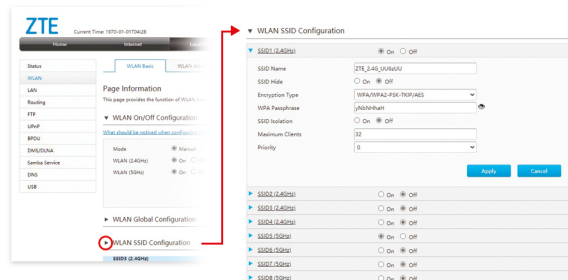 ZTE
Current Time: 1970-01-01T04:28
Home
Internet
Status
WLAN
LAN
Routing
FTP
UPnP
BPDU
DMS/DLNA
Samba Service
DNS
USB
WLAN Basic
WLAN
Page Information
This page provides the function of WLAN
WLAN On/Off Configuration
What should be noticed when
Mode
Manual
WLAN (2.4GHz)
On
WLAN (5GHz)
On
WLAN Global Configuration
WLAN SSID Configuration
SSID3 (2.4GHz)
WLAN SSID Configuration
SSID1 (2.4GHz) On Off
SSID Name ZTE_2.4G_UU6zUU
SSID Hide On Off
Encryption Type WPA/WPA2-PSK-TKIP/AES
WPA Passphrase yNbNHhaH
SSID Isolation On Off
Maximum Clients 32
Priority 0
Apply Cancel
SSID2 (2.4GHz) On Off
SSID3 (2.4GHz) On Off
SSID4 (2.4GHz) On Off
SSID5 (5GHz) On Off
SSID6 (5GHz) On Off
SSID7 (5GHz) On Off
SSID8 (5GHz) On Off